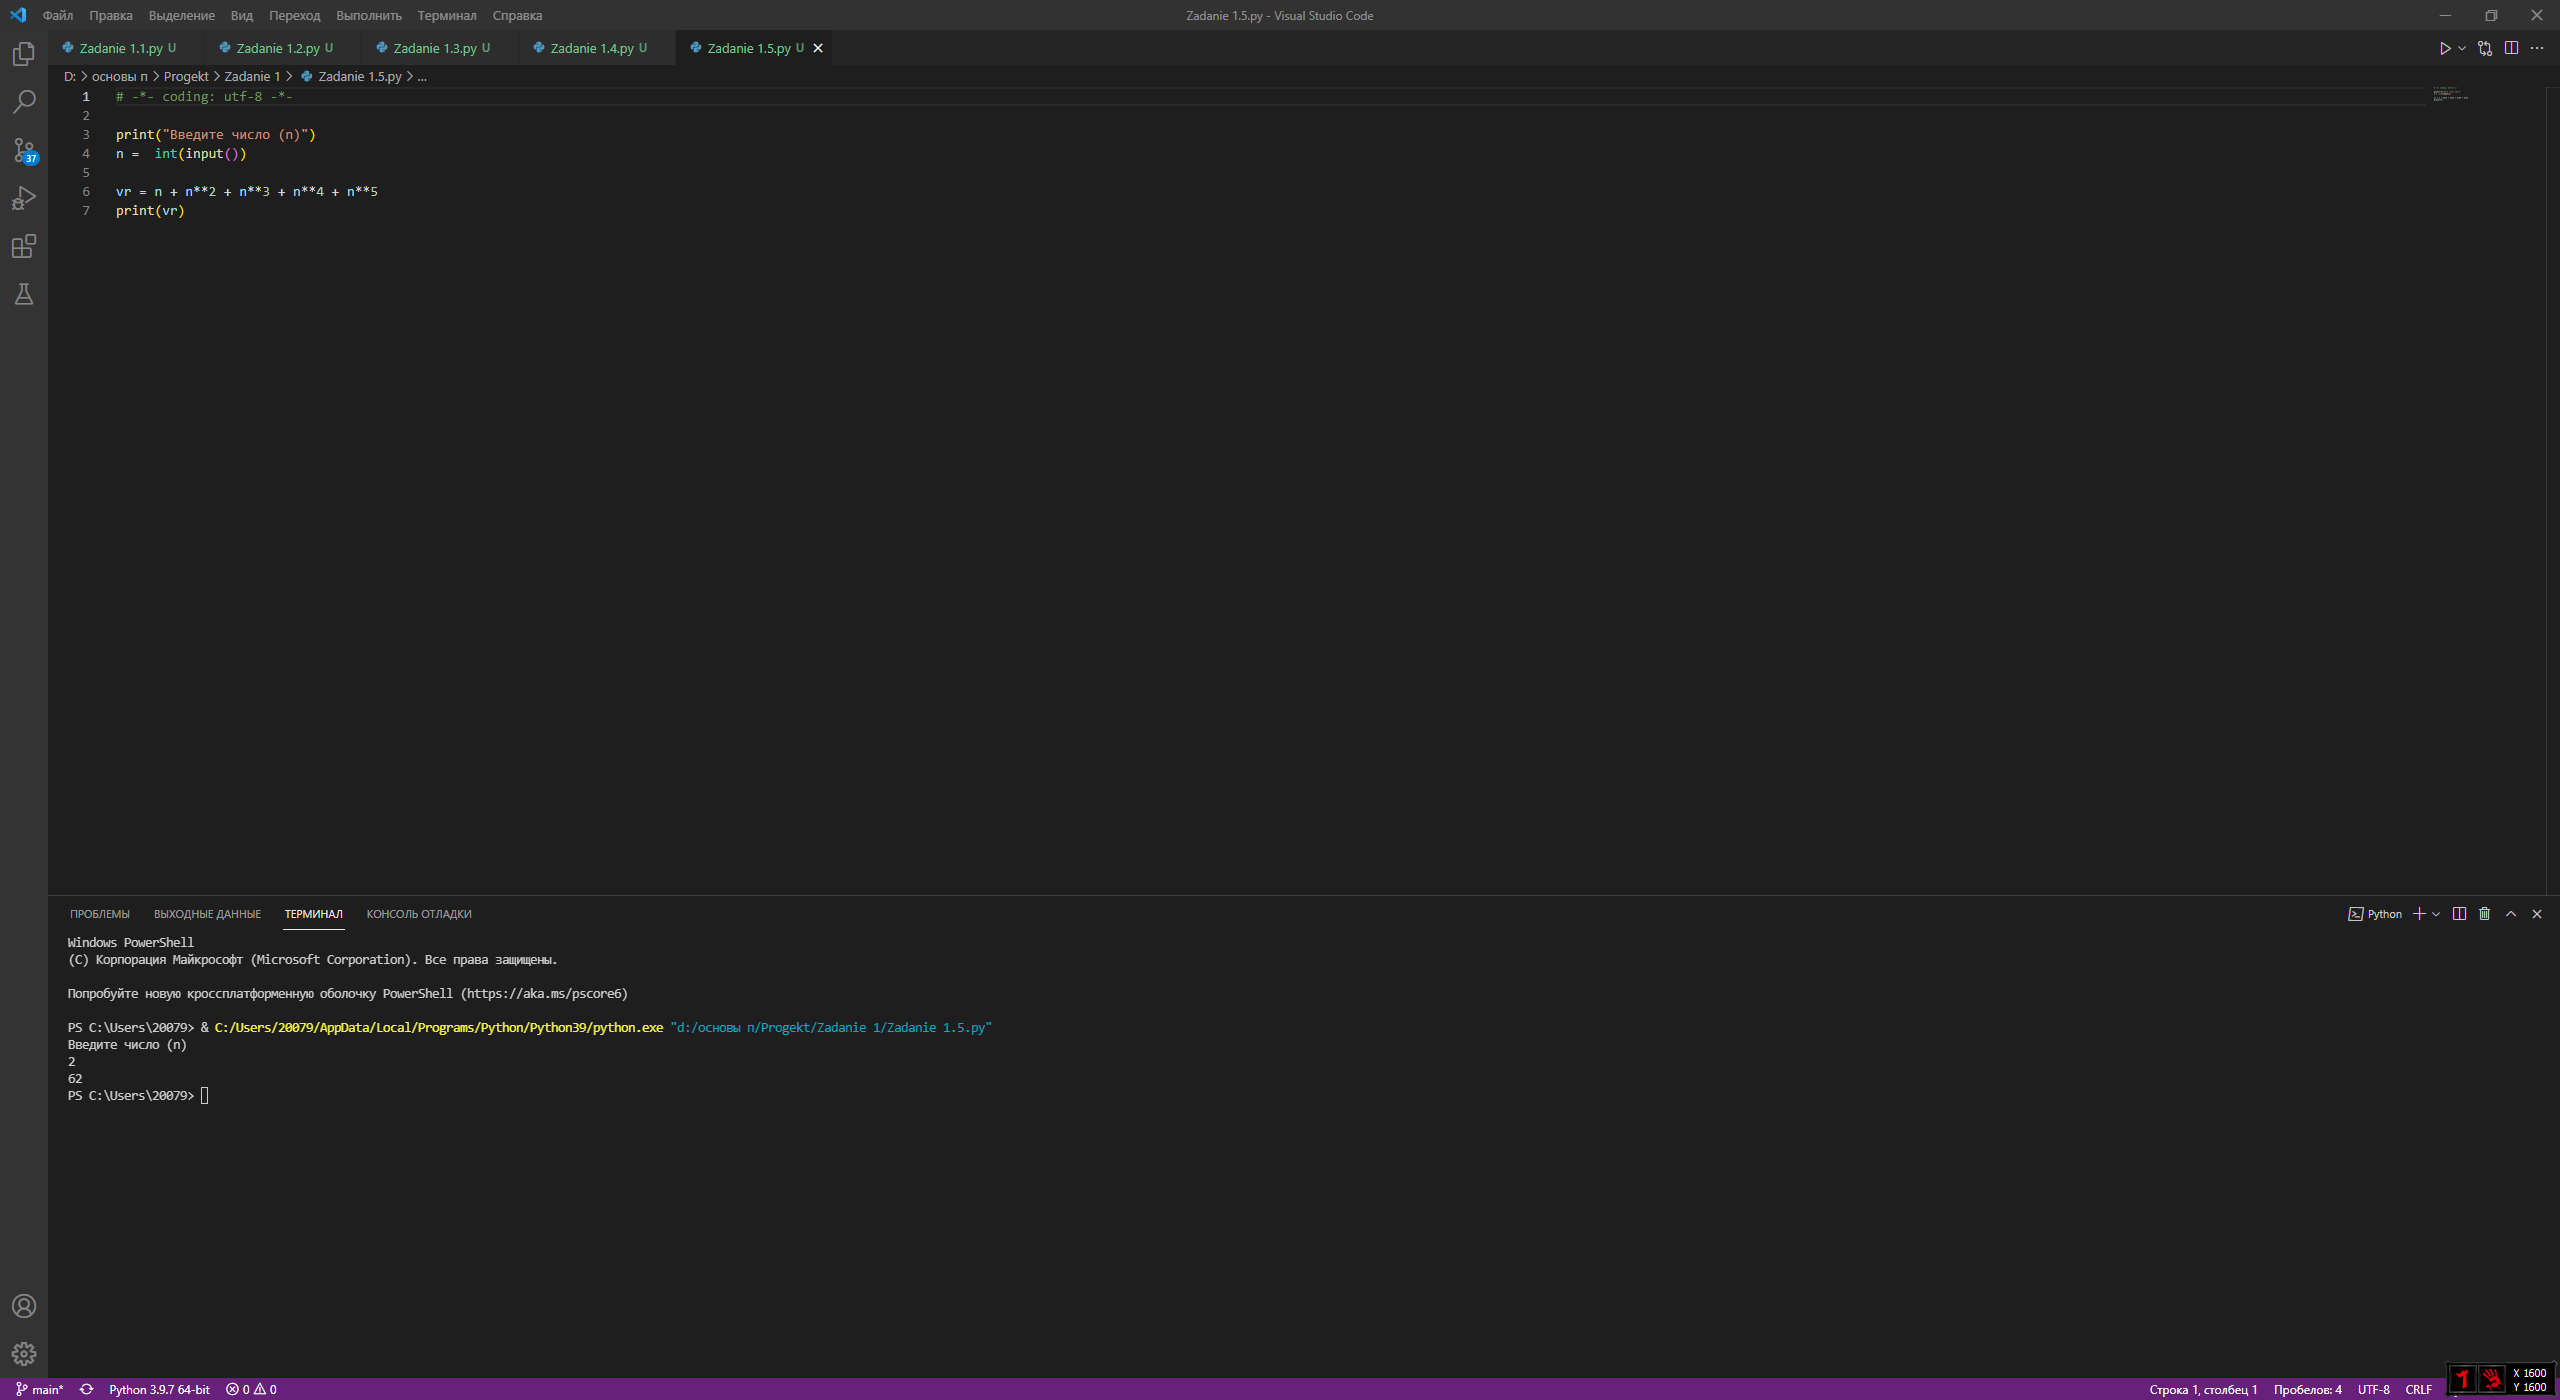 Файл Правка Выделение Вид Переход Выполнить Терминал Справка
Zadanie 1.5.py - Visual Studio Code
Zadanie 1.1.py U Zadanie 1.2.py U Zadanie 1.3.py U Zadanie 1.4.py U Zadanie 1.5.py U
D: > основы п > Progekt > Zadanie 1 > Zadanie 1.5.py > ...
1 # -*- coding: utf-8 -*-
2
3 print("Введите число (n)")
4 n =  int(input())
5
6 vr = n + n**2 + n**3 + n**4 + n**5
7 print(vr)
37
ПРОБЛЕМЫ ВЫХОДНЫЕ ДАННЫЕ ТЕРМИНАЛ КОНСОЛЬ ОТЛАДКИ
Python
Windows PowerShell
(C) Корпорация Майкрософт (Microsoft Corporation). Все права защищены.
Попробуйте новую кроссплатформенную оболочку PowerShell (https://aka.ms/pscore6)
PS C:\Users\20079> & C:/Users/20079/AppData/Local/Programs/Python/Python39/python.exe "d:/основы п/Progekt/Zadanie 1/Zadanie 1.5.py"
Введите число (n)
2
62
PS C:\Users\20079>
main* Python 3.9.7 64-bit 0 0
Строка 1, столбец 1 Пробелов: 4 UTF-8 CRLF
X 1600
Y 1600